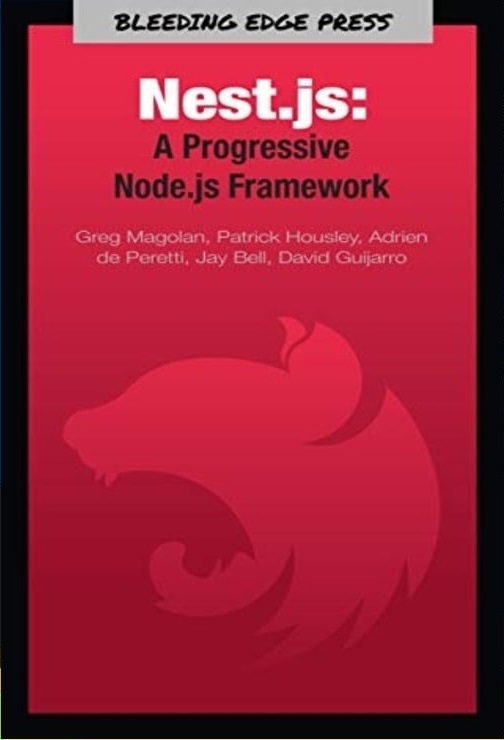 BLEEDING EDGE PRESS
Nest.js:
A Progressive
Node.js Framework
Greg Magolan, Patrick Housley, Adrien
de Peretti, Jay Bell, David Guijarro